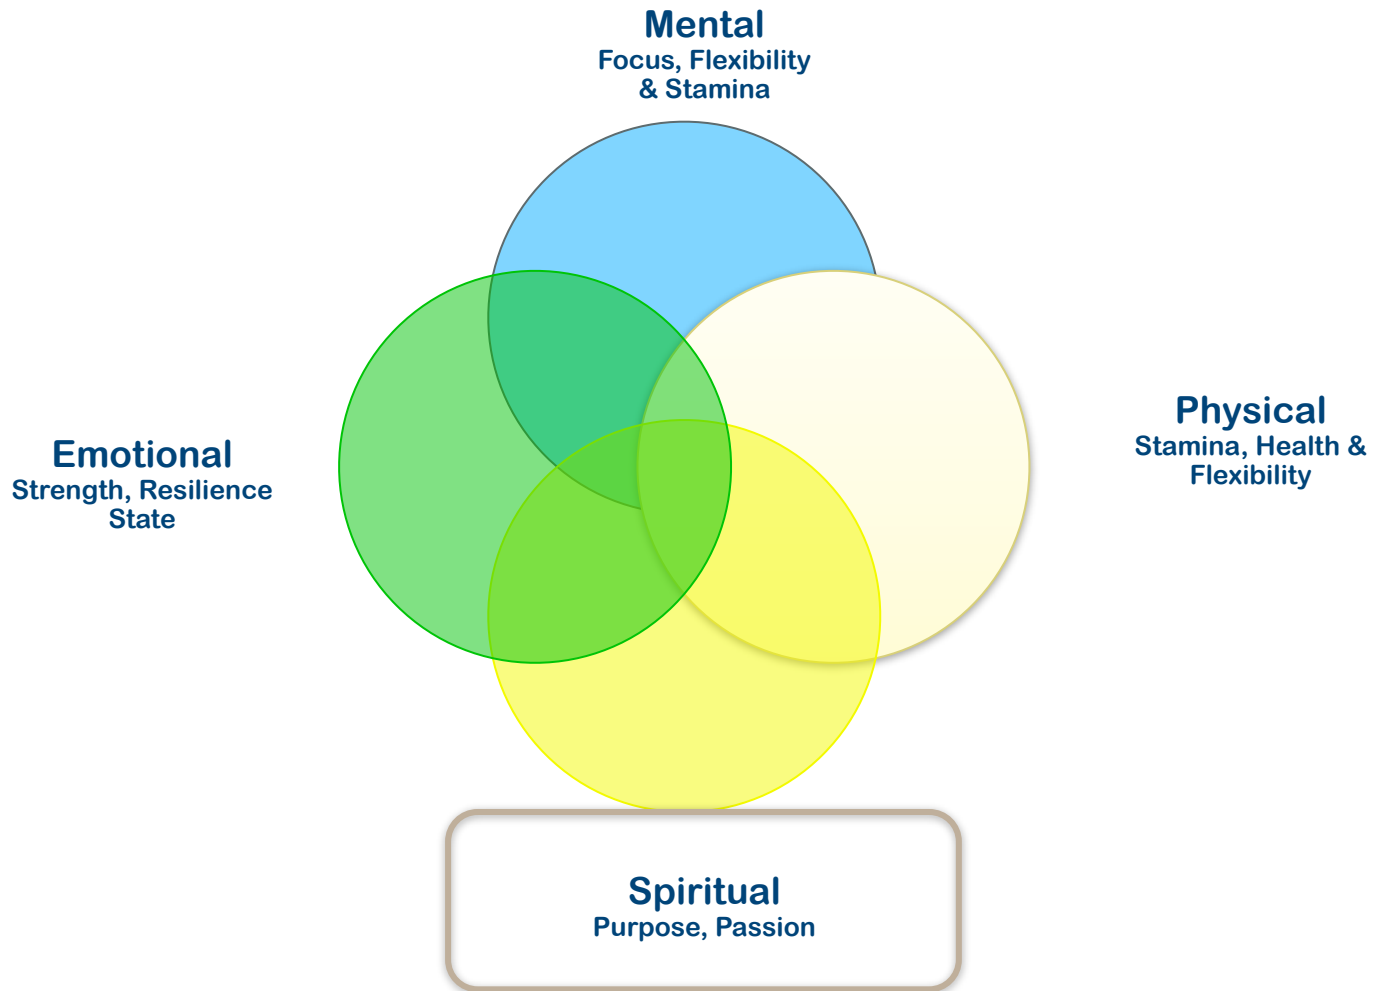 Mental
Focus, Flexibility
& Stamina
Physical
Stamina, Health &
Flexibility
Emotional
Strength, Resilience
State
Spiritual
Purpose, Passion